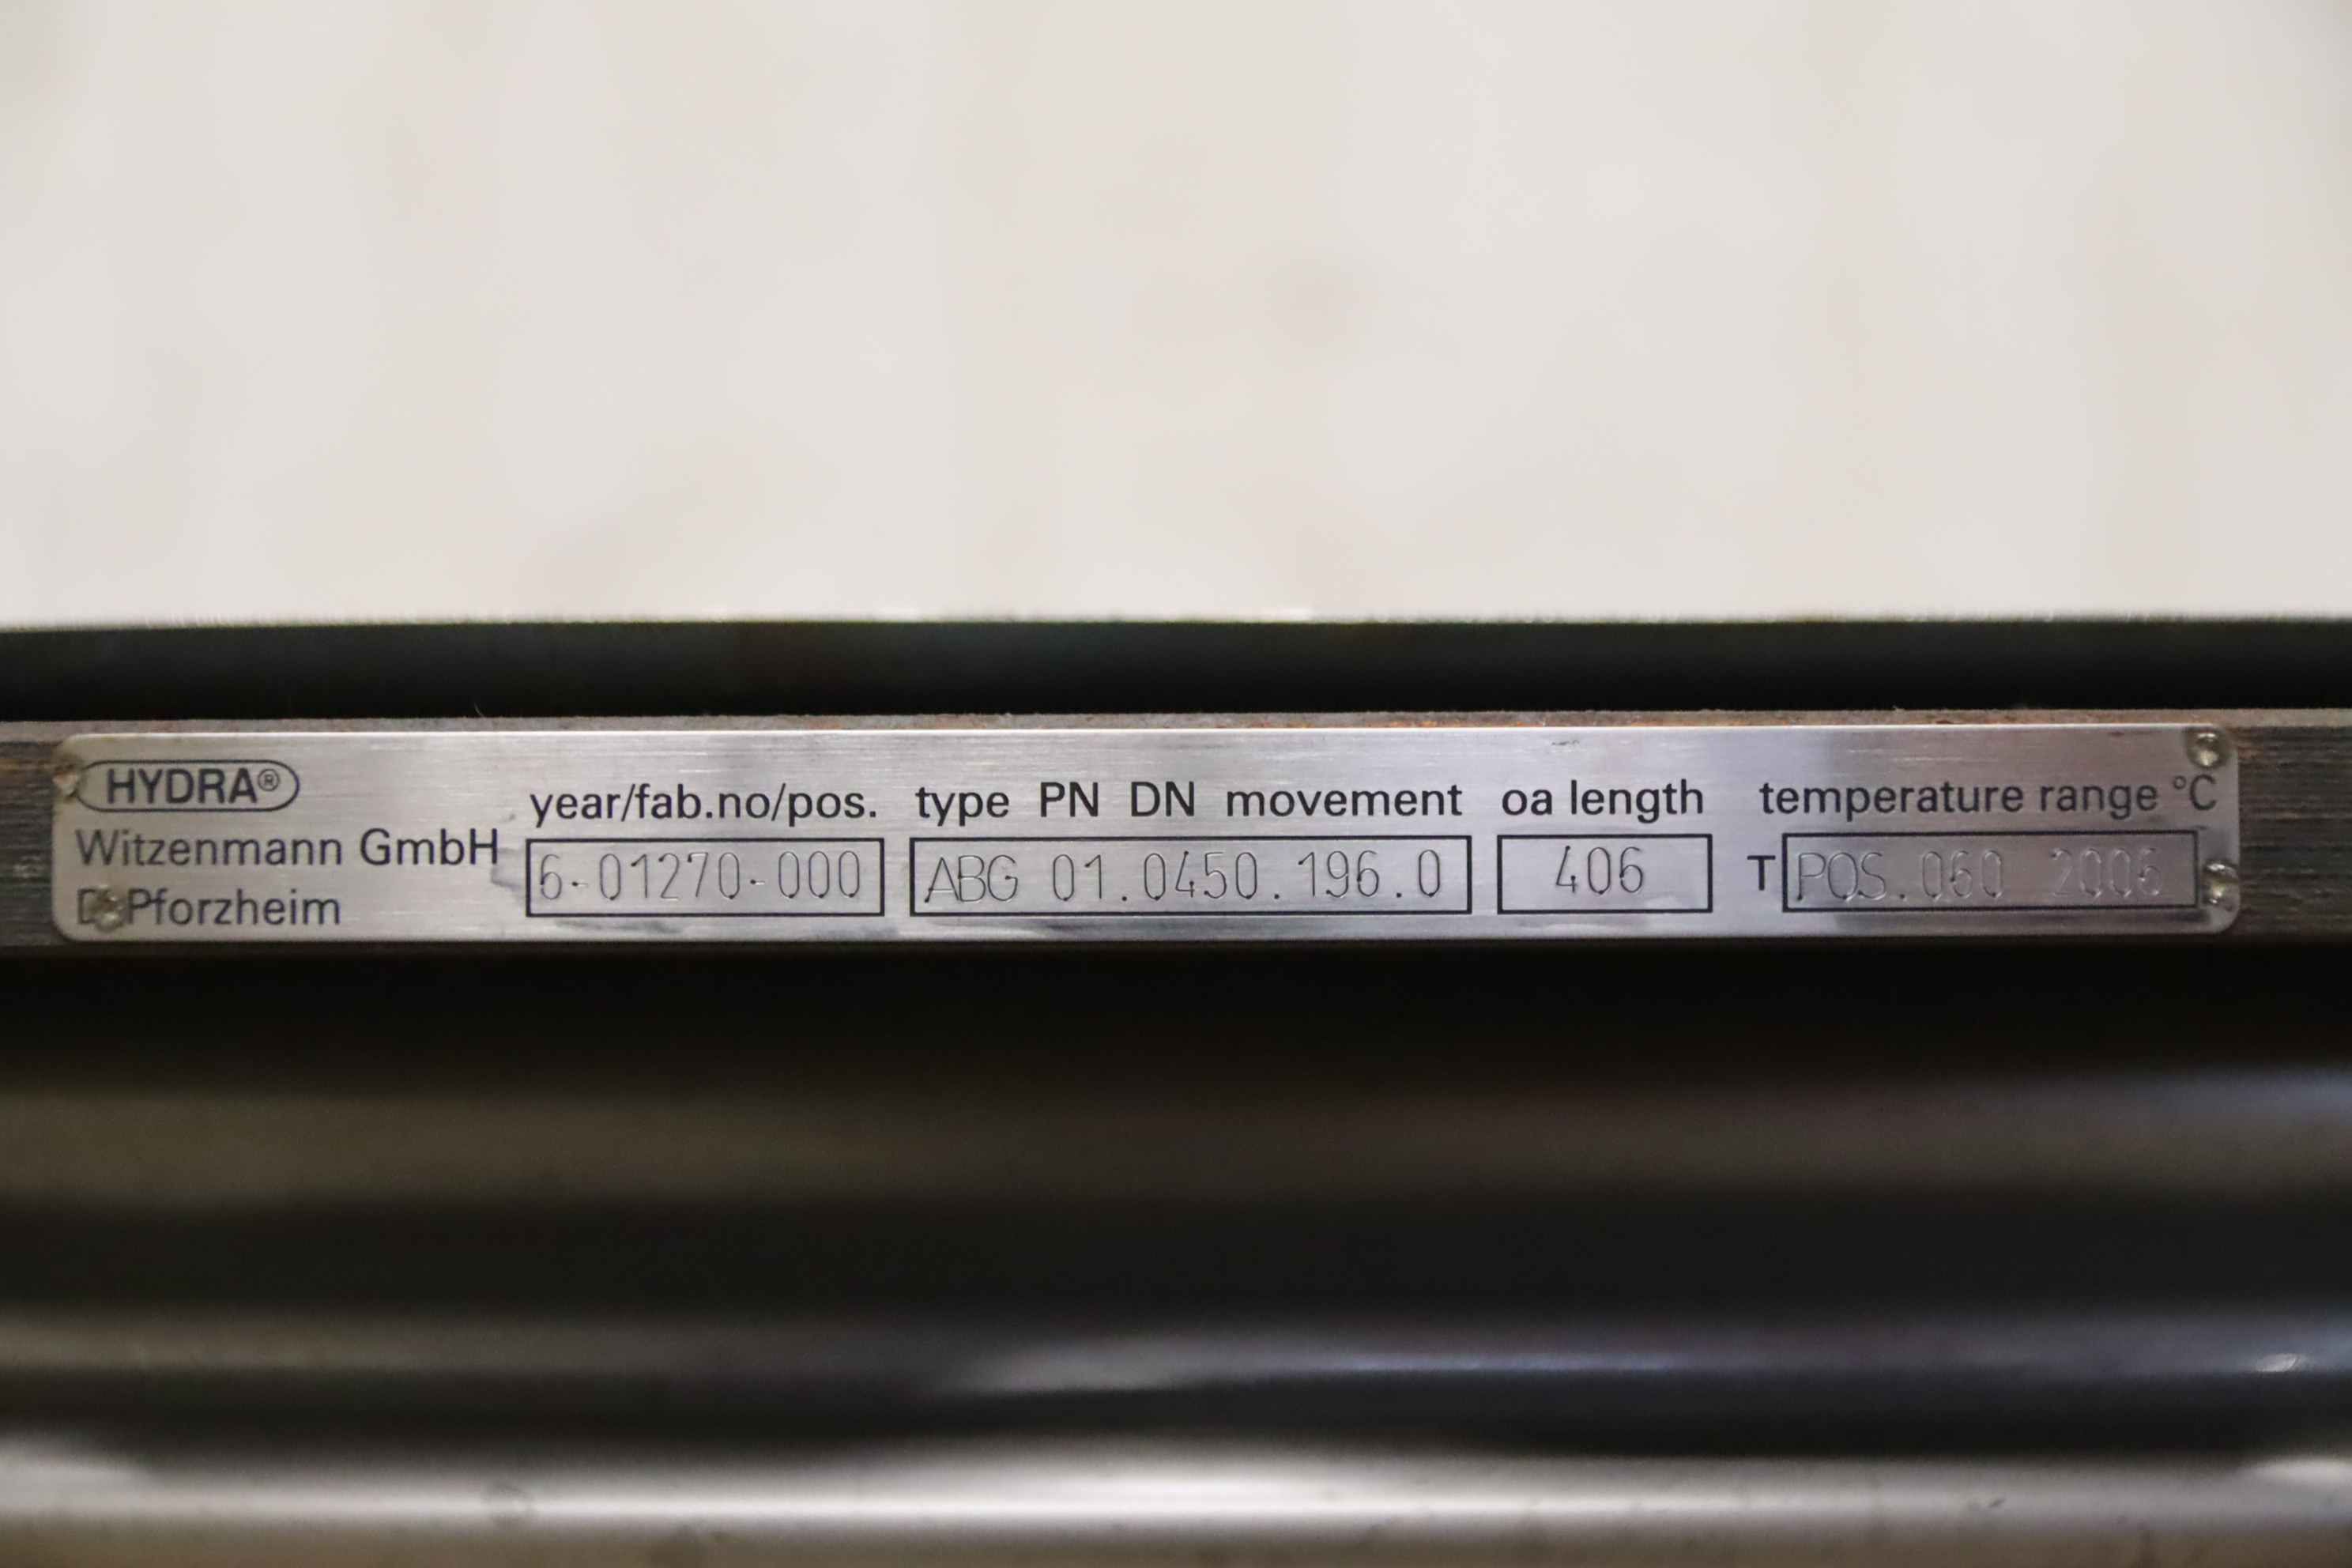 HYDRA®
Witzenmann GmbH
D-Pforzheim
year/fab.no/pos.
6-01270-000
type PN DN movement
ABG 01.0450.196.0
oa length
406
temperature range °C
T POS.060 2006